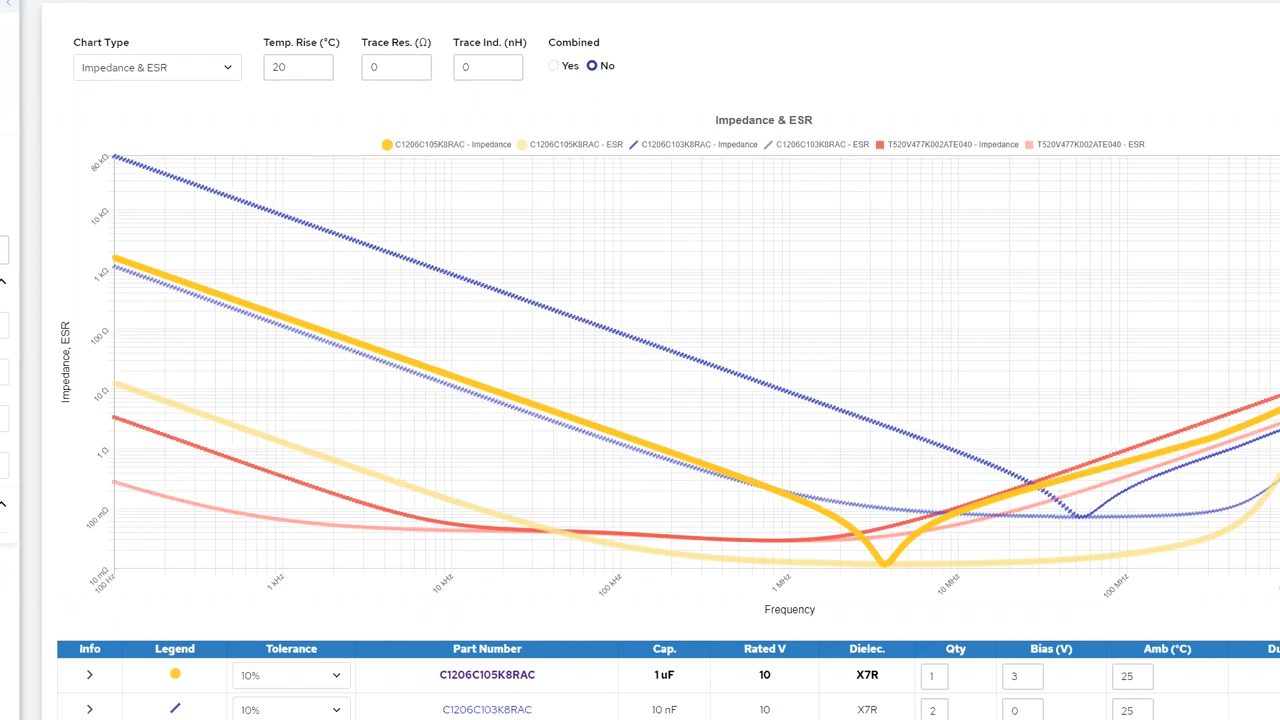 Chart Type
Temp. Rise (°C)
Trace Res. (Ω)
Trace Ind. (nH)
Combined
Impedance & ESR
20
0
0
Yes
No
Impedance & ESR
C1206C105K8RAC - Impedance
C1206C105K8RAC - ESR
C1206C103K8RAC - Impedance
C1206C103K8RAC - ESR
T520V477K002ATE040 - Impedance
T520V477K002ATE040 - ESR
80 kΩ
10 kΩ
1 kΩ
100 Ω
10 Ω
1 Ω
100 mΩ
10 mΩ
Impedance, ESR
100 Hz
1 kHz
10 kHz
100 kHz
1 MHz
10 MHz
100 MHz
Frequency
Info Legend Tolerance Part Number Cap. Rated V Dielec. Qty Bias (V) Amb (°C)
10% C1206C105K8RAC 1 uF 10 X7R 1 3 25
10% C1206C103K8RAC 10 nF 10 X7R 2 0 25